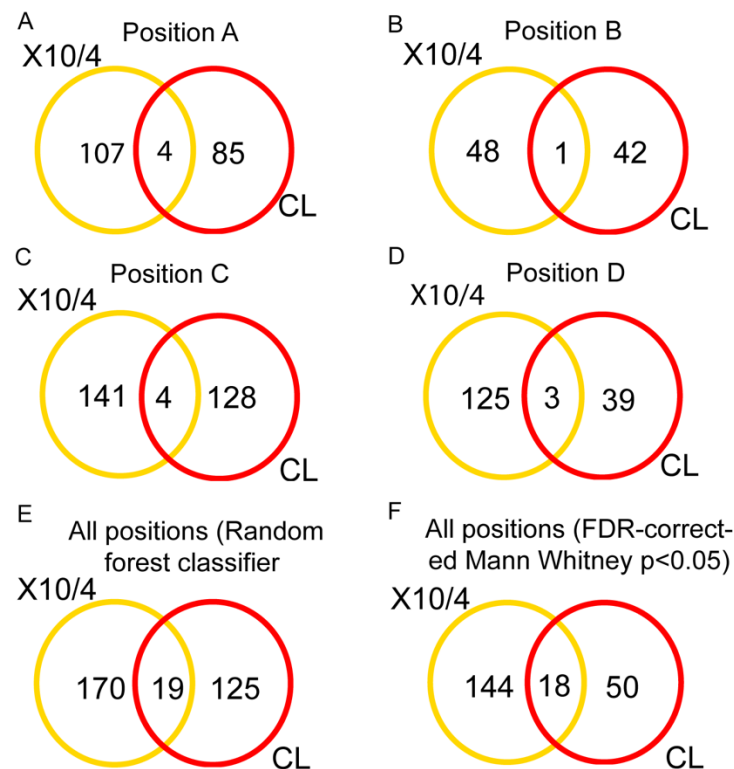 A
Position A
X10/4
107
4
85
CL
B
Position B
X10/4
48
1
42
CL
C
Position C
X10/4
141
4
128
CL
D
Position D
X10/4
125
3
39
CL
E
All positions (Random
forest classifier
X10/4
170
19
125
CL
F
All positions (FDR-correct-
ed Mann Whitney p<0.05)
X10/4
144
18
50
CL